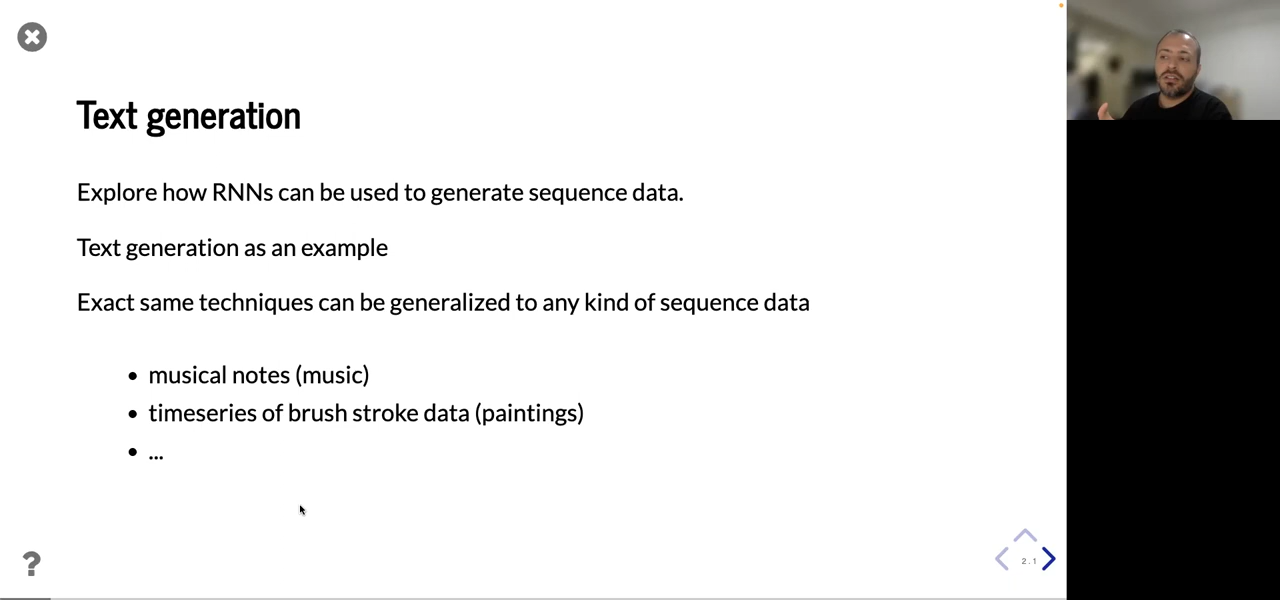 Text generation
Explore how RNNs can be used to generate sequence data.
Text generation as an example
Exact same techniques can be generalized to any kind of sequence data
• musical notes (music)
• timeseries of brush stroke data (paintings)
• ...
?
2.1